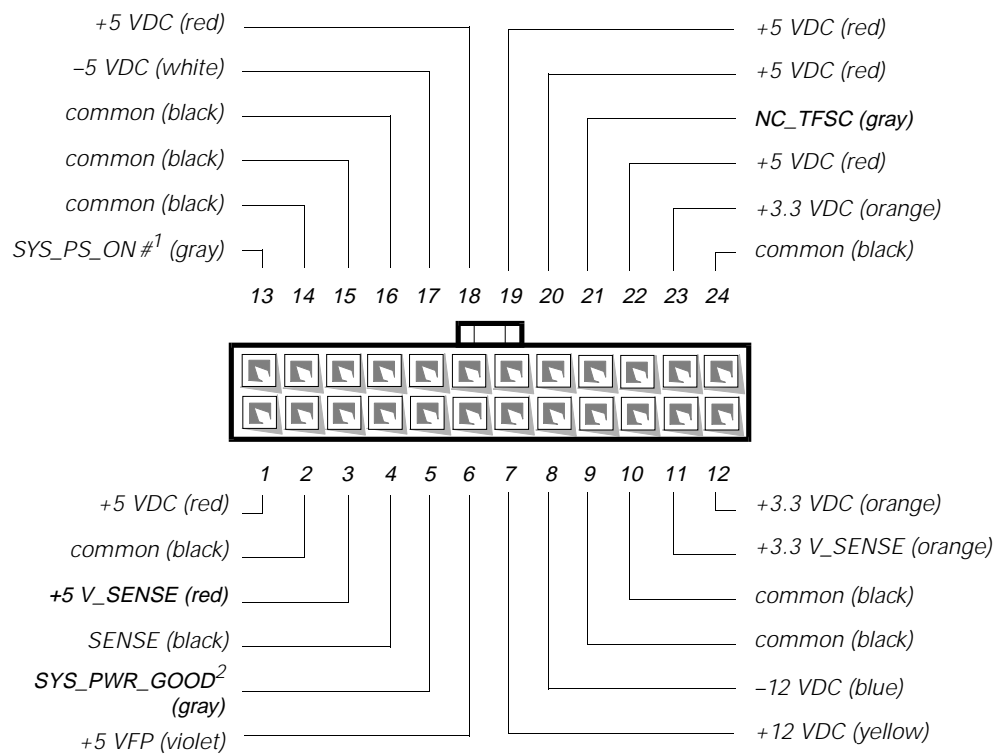 +5 VDC (red)
–5 VDC (white)
common (black)
common (black)
common (black)
SYS_PS_ON#1 (gray)
+5 VDC (red)
+5 VDC (red)
NC_TFSC (gray)
+5 VDC (red)
+3.3 VDC (orange)
common (black)
13 14 15 16 17 18 19 20 21 22 23 24
1 2 3 4 5 6 7 8 9 10 11 12
+5 VDC (red)
common (black)
+5 V_SENSE (red)
SENSE (black)
SYS_PWR_GOOD2
(gray)
+5 VFP (violet)
+3.3 VDC (orange)
+3.3 V_SENSE (orange)
common (black)
common (black)
–12 VDC (blue)
+12 VDC (yellow)